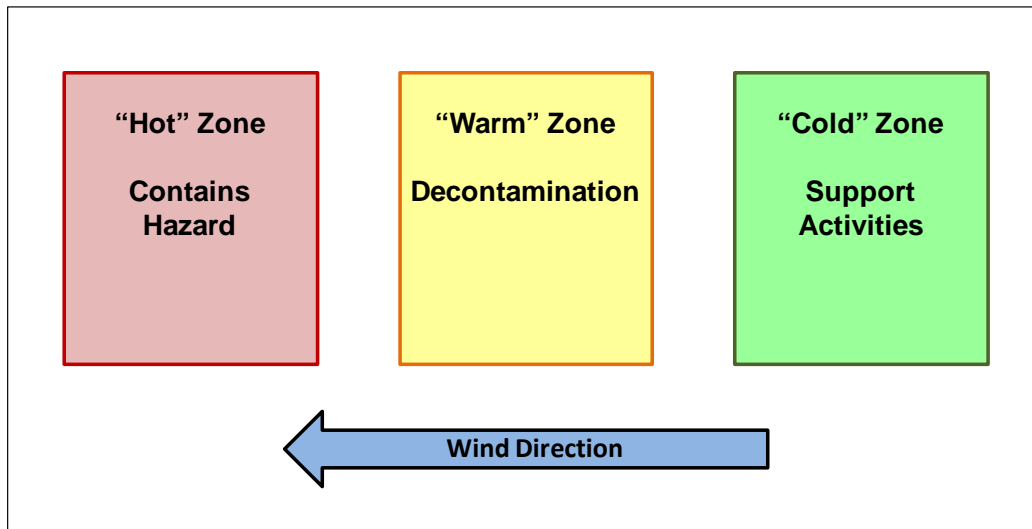 “Hot” Zone
Contains
Hazard
“Warm” Zone
Decontamination
“Cold” Zone
Support
Activities
Wind Direction